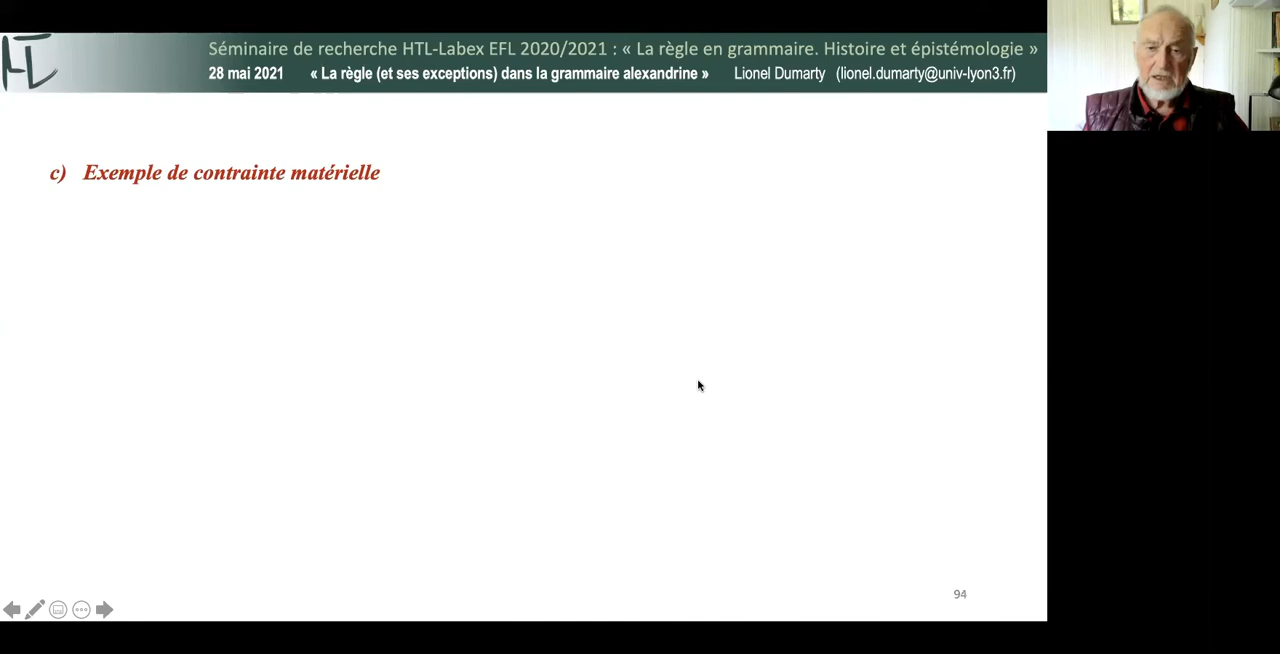 HTL
Séminaire de recherche HTL-Labex EFL 2020/2021 : « La règle en grammaire. Histoire et épistémologie »
28 mai 2021 « La règle (et ses exceptions) dans la grammaire alexandrine » Lionel Dumarty (lionel.dumarty@univ-lyon3.fr)
c) Exemple de contrainte matérielle
94